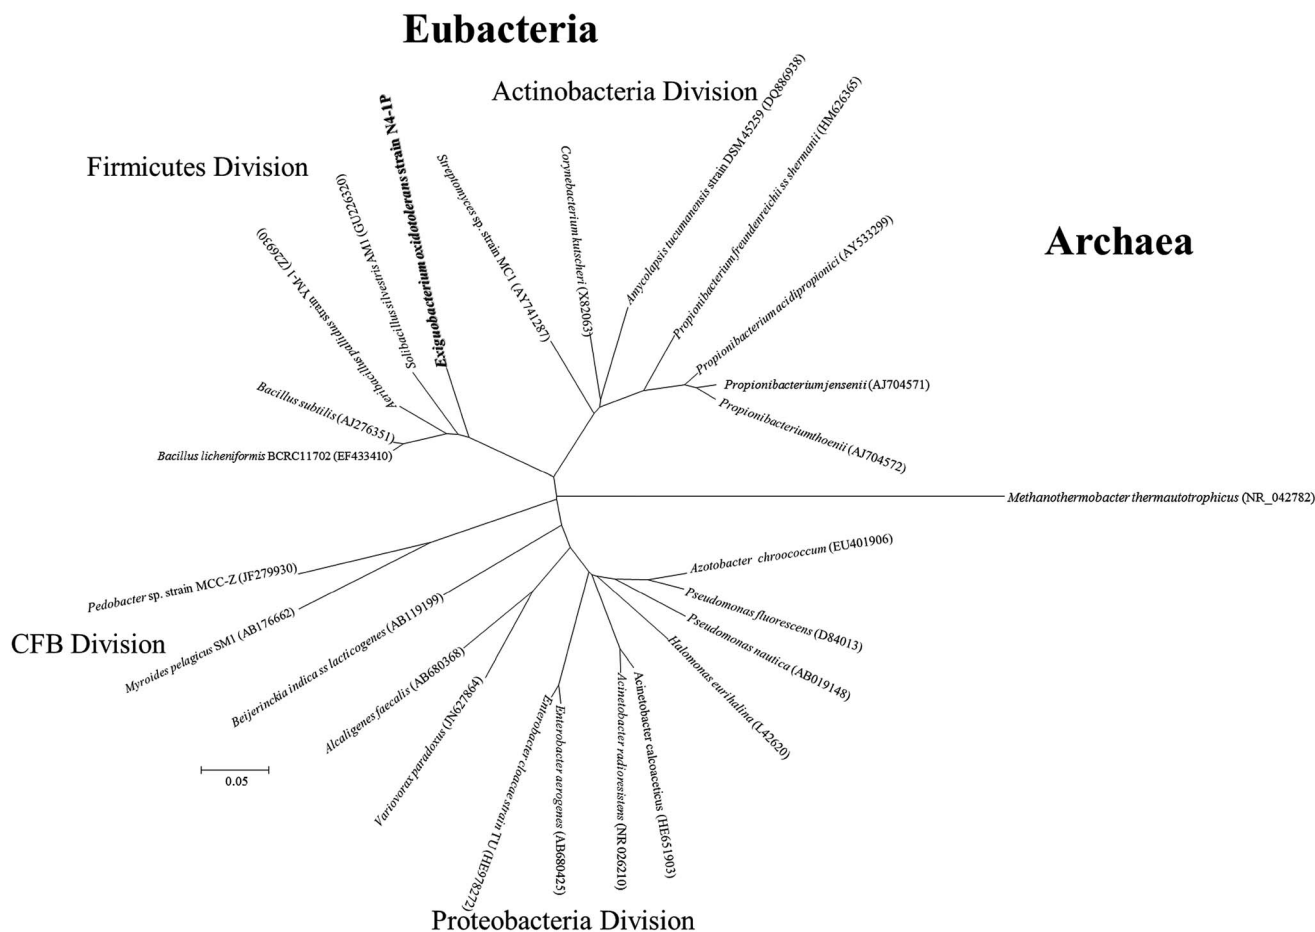 Eubacteria
Actinobacteria Division
Firmicutes Division
Archaea
Exiguobacterium oxidotolerans strain N4-1P
Solibacillus silvestris AM1 (GU226320)
Aeribacillus pallidus strain YM-1 (Z26930)
Bacillus subtilis (AJ276351)
Bacillus licheniformis BCRC11702 (EF433410)
Streptomyces sp. strain MC1 (AY741287)
Corynebacterium kutscheri (X82063)
Amycolapsis tucumanensis strain DSM 45259 (DQ886938)
Propionibacterium freundenreichii ss shermanii (HM626365)
Propionibacterium acidipropionici (AY533299)
Propionibacterium jensenii (AJ704571)
Propionibacterium thoenii (AJ704572)
Methanothermobacter thermautotrophicus (NR_042782)
Azotobacter chroococcum (EU401906)
Pseudomonas fluorescens (D84013)
Pseudomonas nautica (AB019148)
Halomonas eurihalina (L42620)
Acinetobacter calcoaceticus (HE651903)
Acinetobacter radioresistens (NR 026210)
Enterobacter aerogenes (AB680425)
Enterobacter cloacae strain TU (HE978272)
Variovorax paradoxus (JN627864)
Alcaligenes faecalis (AB680368)
Beijerinckia indica ss lacticogenes (AB119199)
Myroides pelagicus SM1 (AB176662)
Pedobacter sp. strain MCC-Z (JF279930)
CFB Division
0.05
Proteobacteria Division